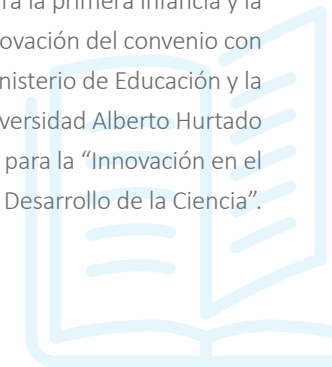 ra la primera infancia y la
ovación del convenio con
nisterio de Educación y la
versidad Alberto Hurtado
para la “Innovación en el
Desarrollo de la Ciencia”.